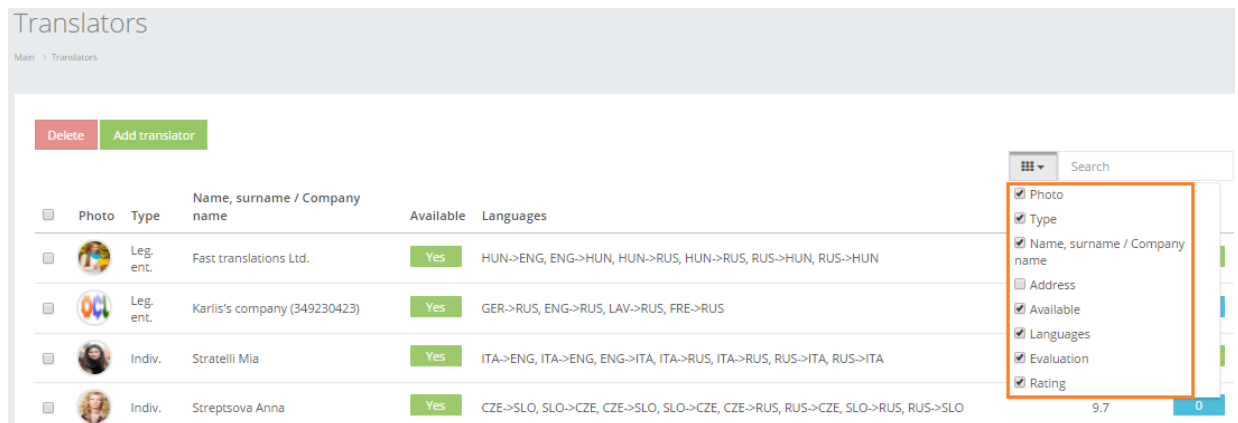 Translators
Main > Translators
Delete
Add translator
Search
Photo
Type
Name, surname / Company
name
Available
Languages
Photo
Type
Name, surname / Company
name
Address
Available
Languages
Evaluation
Rating
Leg.
ent.
Fast translations Ltd.
Yes
HUN->ENG, ENG->HUN, HUN->RUS, HUN->RUS, RUS->HUN, RUS->HUN
OCL
Leg.
ent.
Karlis's company (349230423)
Yes
GER->RUS, ENG->RUS, LAV->RUS, FRE->RUS
Indiv.
Stratelli Mia
Yes
ITA->ENG, ITA->ENG, ENG->ITA, ITA->RUS, ITA->RUS, RUS->ITA, RUS->ITA
Indiv.
Streptsova Anna
Yes
CZE->SLO, SLO->CZE, CZE->SLO, SLO->CZE, CZE->RUS, RUS->CZE, SLO->RUS, RUS->SLO
9.7
0